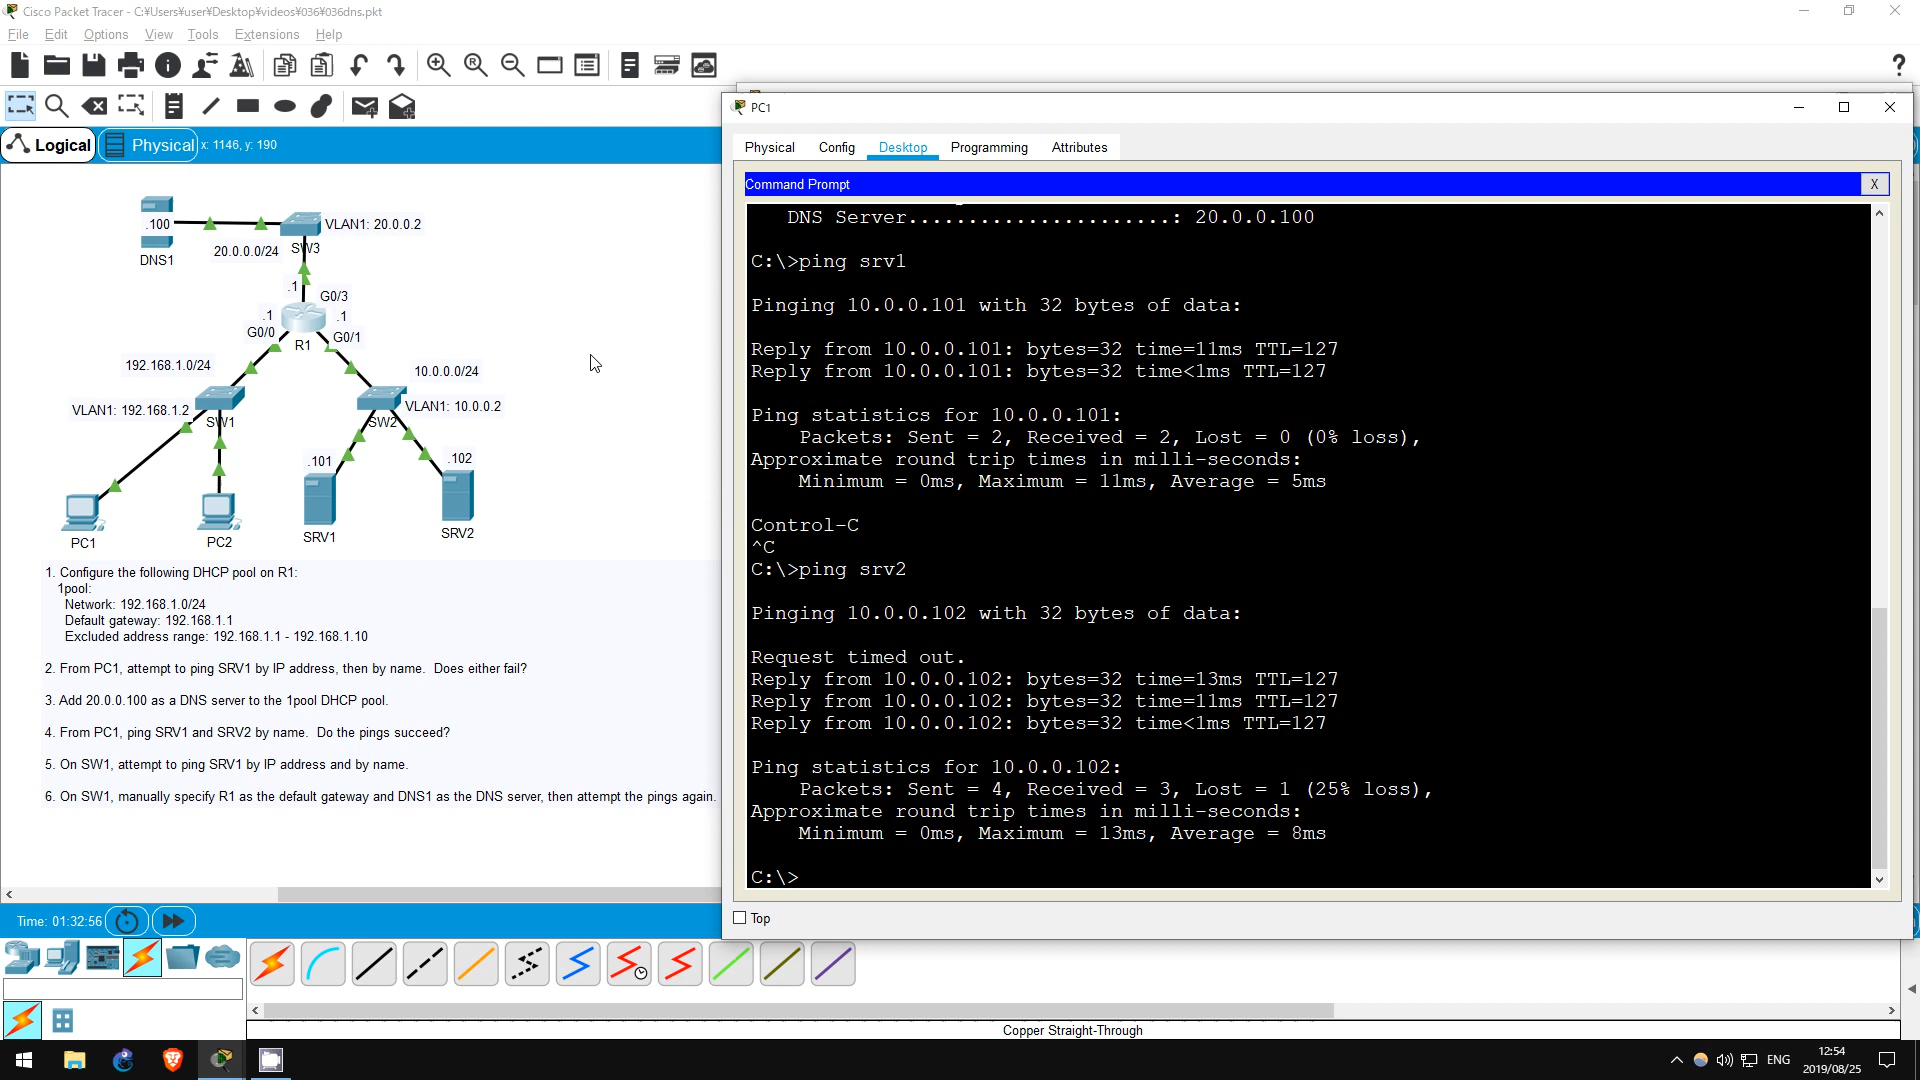 Cisco Packet Tracer - C:¥Users¥user¥Desktop¥videos¥036¥036dns.pkt
File Edit Options View Tools Extensions Help
Logical
Physical x: 1146, y: 190
.100
DNS1
VLAN1: 20.0.0.2
20.0.0.0/24
SW3
.1
G0/3
.1
.1
G0/0
G0/1
R1
192.168.1.0/24
10.0.0.0/24
VLAN1: 192.168.1.2
VLAN1: 10.0.0.2
SW1
SW2
.101
.102
PC1
PC2
SRV1
SRV2
1. Configure the following DHCP pool on R1:
1pool:
Network: 192.168.1.0/24
Default gateway: 192.168.1.1
Excluded address range: 192.168.1.1 - 192.168.1.10
2. From PC1, attempt to ping SRV1 by IP address, then by name.  Does either fail?
3. Add 20.0.0.100 as a DNS server to the 1pool DHCP pool.
4. From PC1, ping SRV1 and SRV2 by name.  Do the pings succeed?
5. On SW1, attempt to ping SRV1 by IP address and by name.
6. On SW1, manually specify R1 as the default gateway and DNS1 as the DNS server, then attempt the pings again.
PC1
Physical Config Desktop Programming Attributes
Command Prompt
X
DNS Server......................: 20.0.0.100
C:\>ping srv1
Pinging 10.0.0.101 with 32 bytes of data:
Reply from 10.0.0.101: bytes=32 time=11ms TTL=127
Reply from 10.0.0.101: bytes=32 time<1ms TTL=127
Ping statistics for 10.0.0.101:
Packets: Sent = 2, Received = 2, Lost = 0 (0% loss),
Approximate round trip times in milli-seconds:
Minimum = 0ms, Maximum = 11ms, Average = 5ms
Control-C
^C
C:\>ping srv2
Pinging 10.0.0.102 with 32 bytes of data:
Request timed out.
Reply from 10.0.0.102: bytes=32 time=13ms TTL=127
Reply from 10.0.0.102: bytes=32 time=11ms TTL=127
Reply from 10.0.0.102: bytes=32 time<1ms TTL=127
Ping statistics for 10.0.0.102:
Packets: Sent = 4, Received = 3, Lost = 1 (25% loss),
Approximate round trip times in milli-seconds:
Minimum = 0ms, Maximum = 13ms, Average = 8ms
C:\>
Top
Time: 01:32:56
Copper Straight-Through
ENG
12:54
2019/08/25